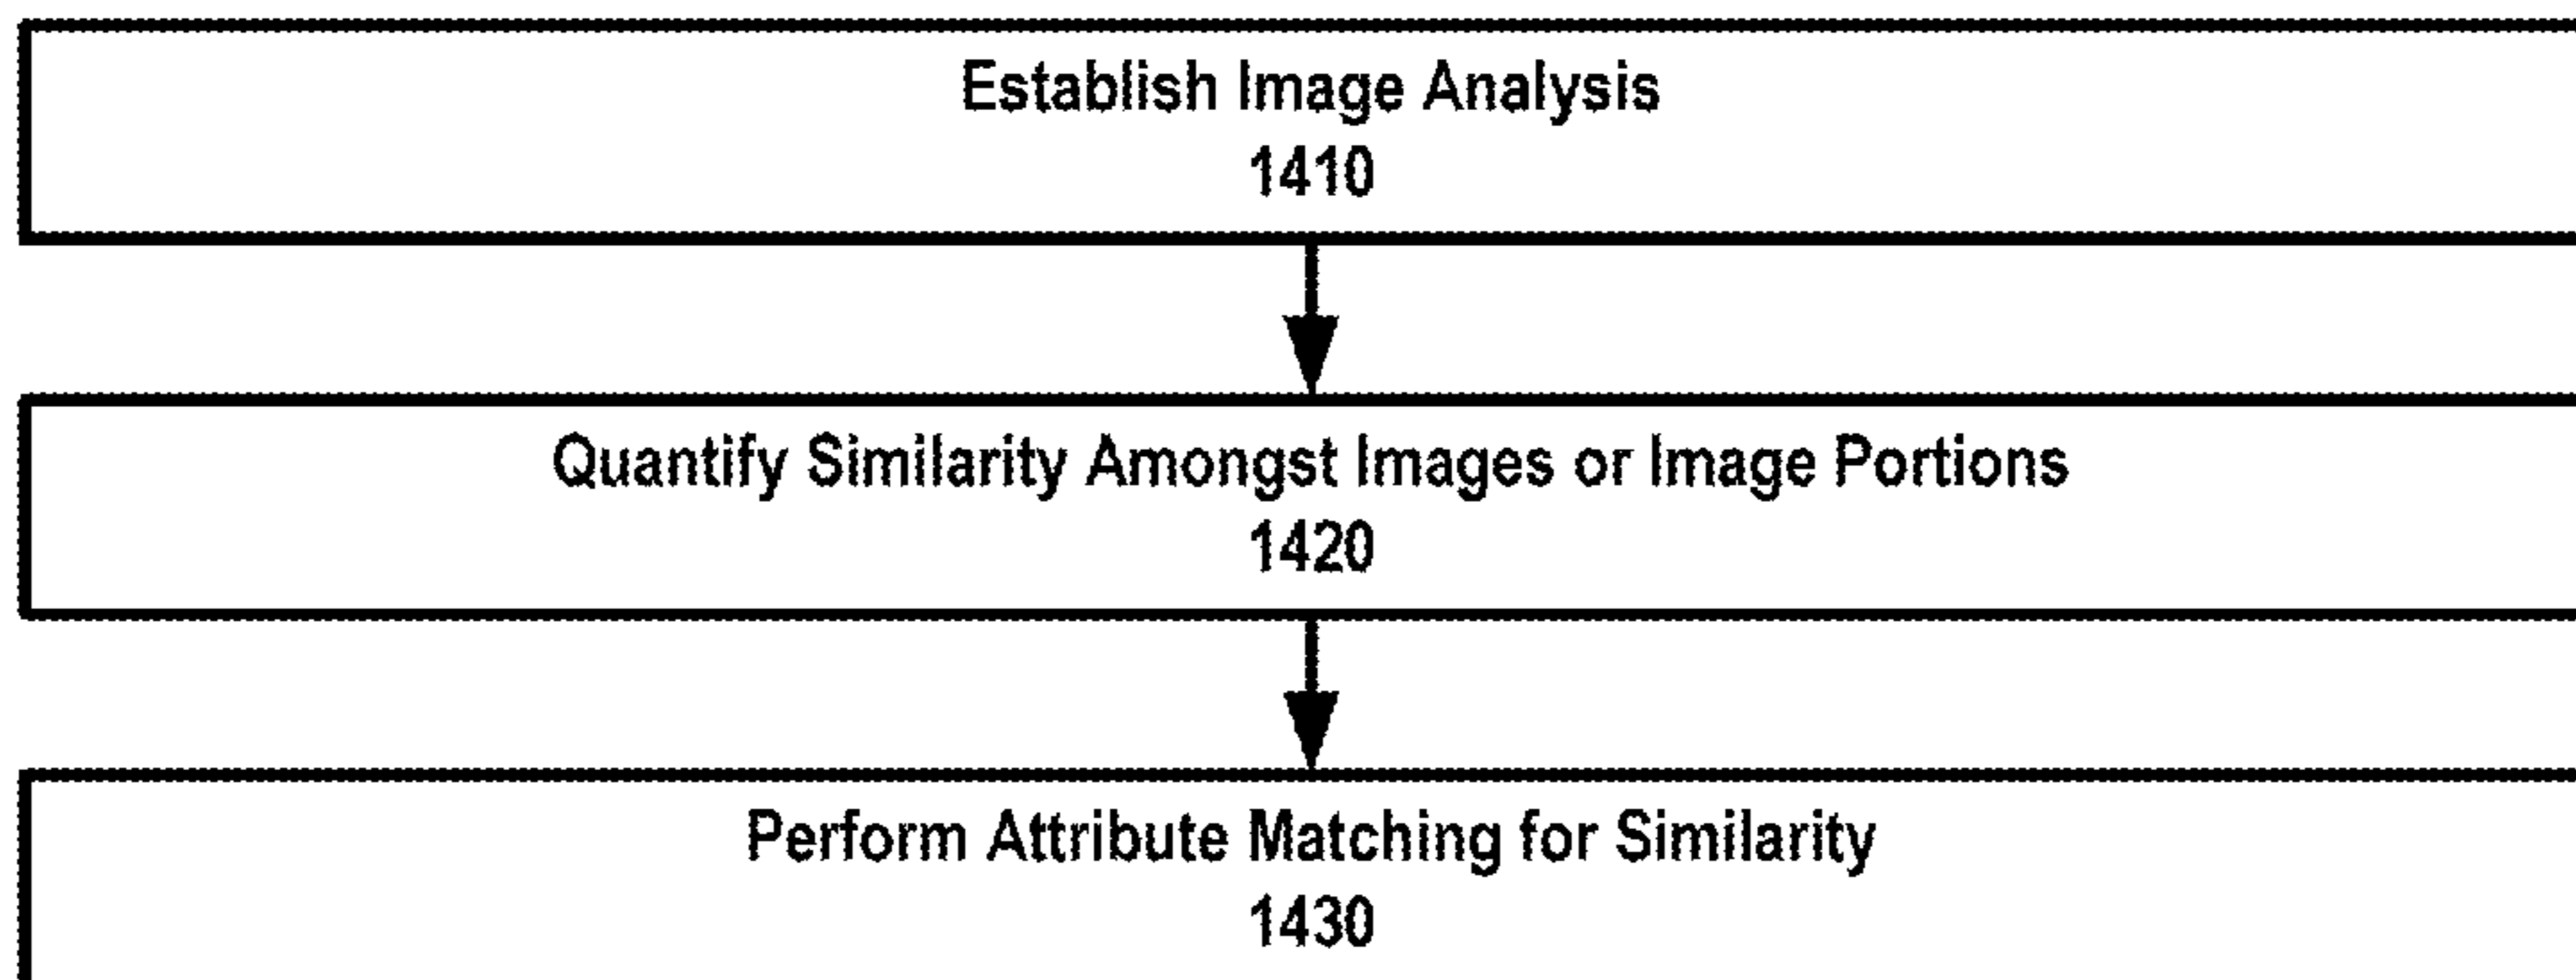 Establish Image Analysis
1410
Quantify Similarity Amongst Images or Image Portions
1420
Perform Attribute Matching for Similarity
1430